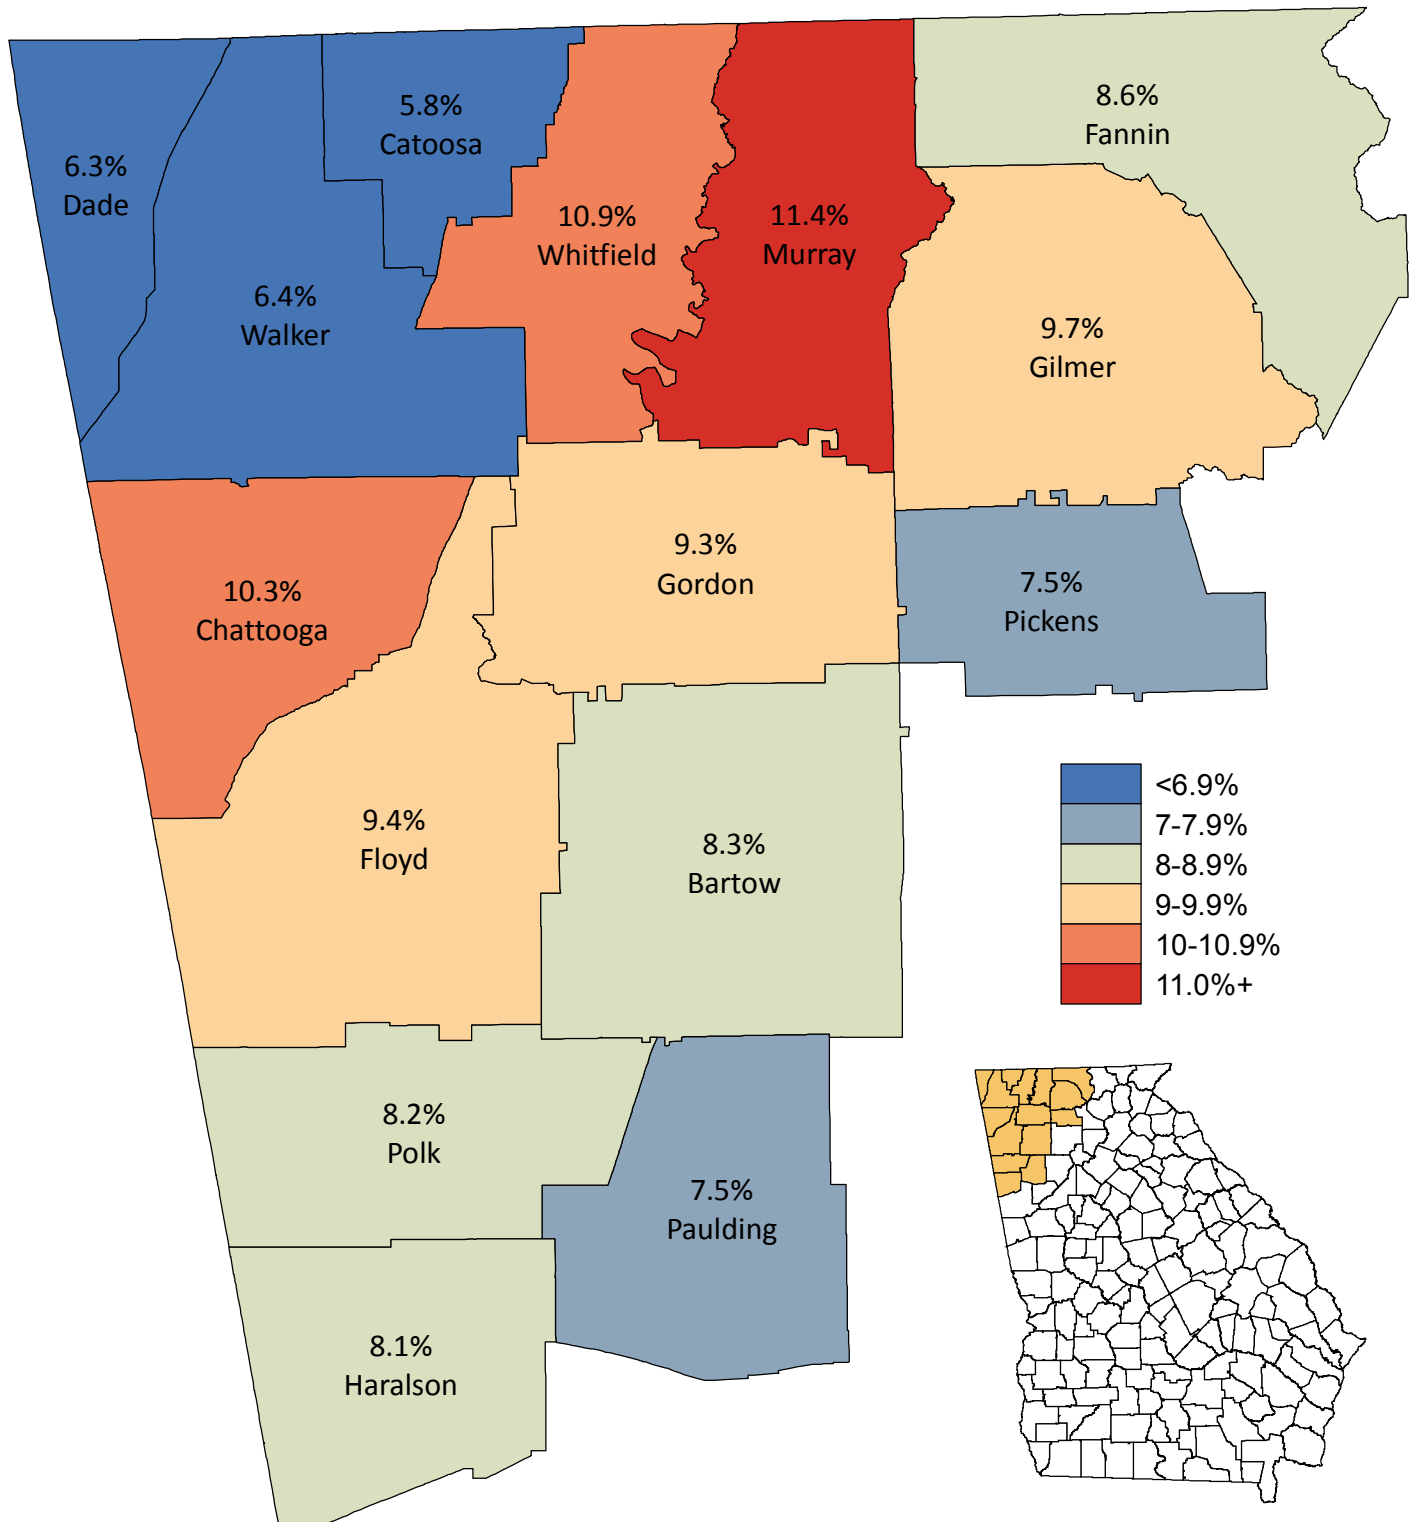 8.6%
Fannin
5.8%
Catoosa
6.3%
Dade
10.9%
Whitfield
11.4%
Murray
6.4%
Walker
9.7%
Gilmer
9.3%
Gordon
10.3%
Chattooga
7.5%
Pickens
9.4%
Floyd
8.3%
Bartow
<6.9%
7-7.9%
8-8.9%
9-9.9%
10-10.9%
11.0%+
8.2%
Polk
7.5%
Paulding
8.1%
Haralson